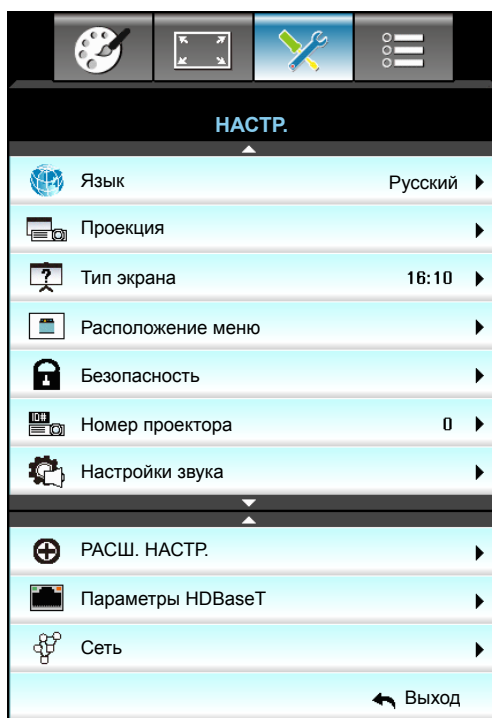 НАСТР.
Язык Русский
Проекция
? Тип экрана 16:10
Расположение меню
Безопасность
ID# Номер проектора 0
Настройки звука
РАСШ. НАСТР.
Параметры HDBaseT
Сеть
Выход